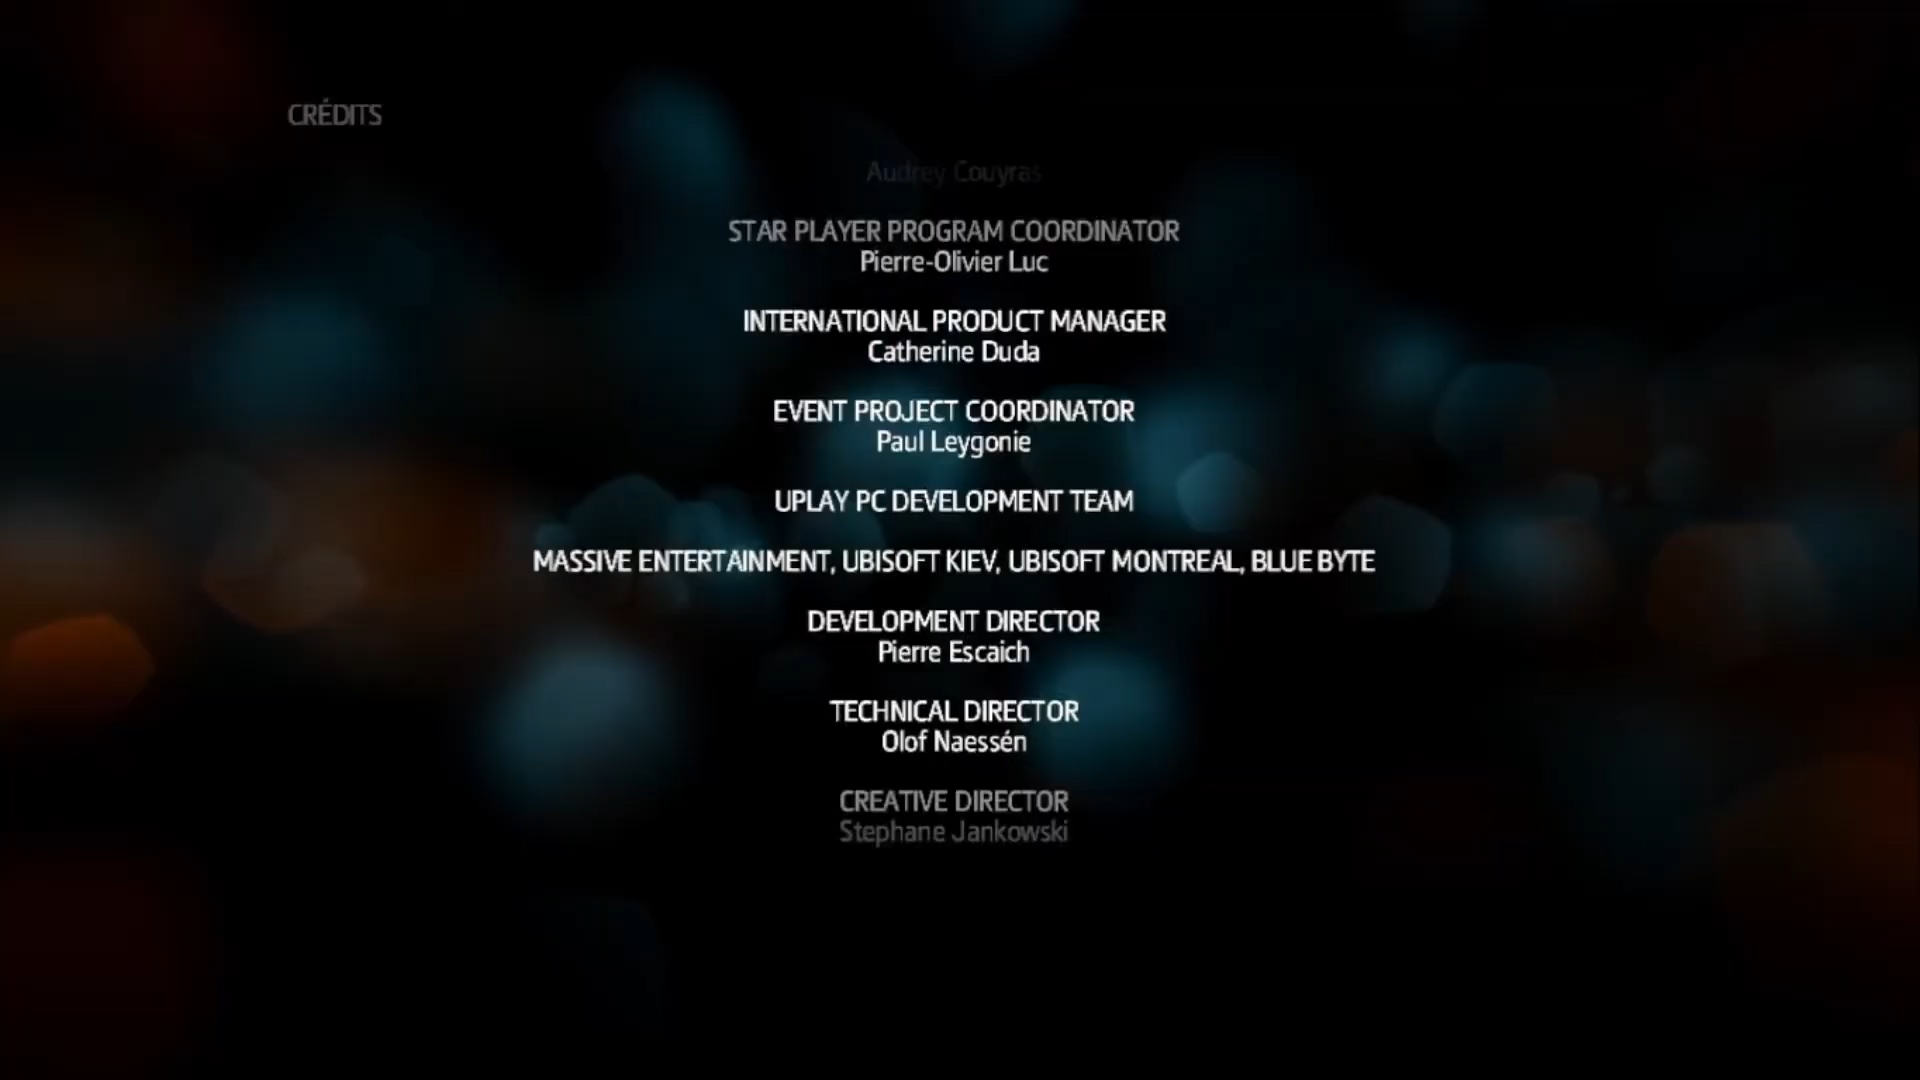 CRÉDITS
Audrey Couyras
STAR PLAYER PROGRAM COORDINATOR
Pierre-Olivier Luc
INTERNATIONAL PRODUCT MANAGER
Catherine Duda
EVENT PROJECT COORDINATOR
Paul Leygonie
UPLAY PC DEVELOPMENT TEAM
MASSIVE ENTERTAINMENT, UBISOFT KIEV, UBISOFT MONTREAL, BLUE BYTE
DEVELOPMENT DIRECTOR
Pierre Escaich
TECHNICAL DIRECTOR
Olof Naessén
CREATIVE DIRECTOR
Stephane Jankowski